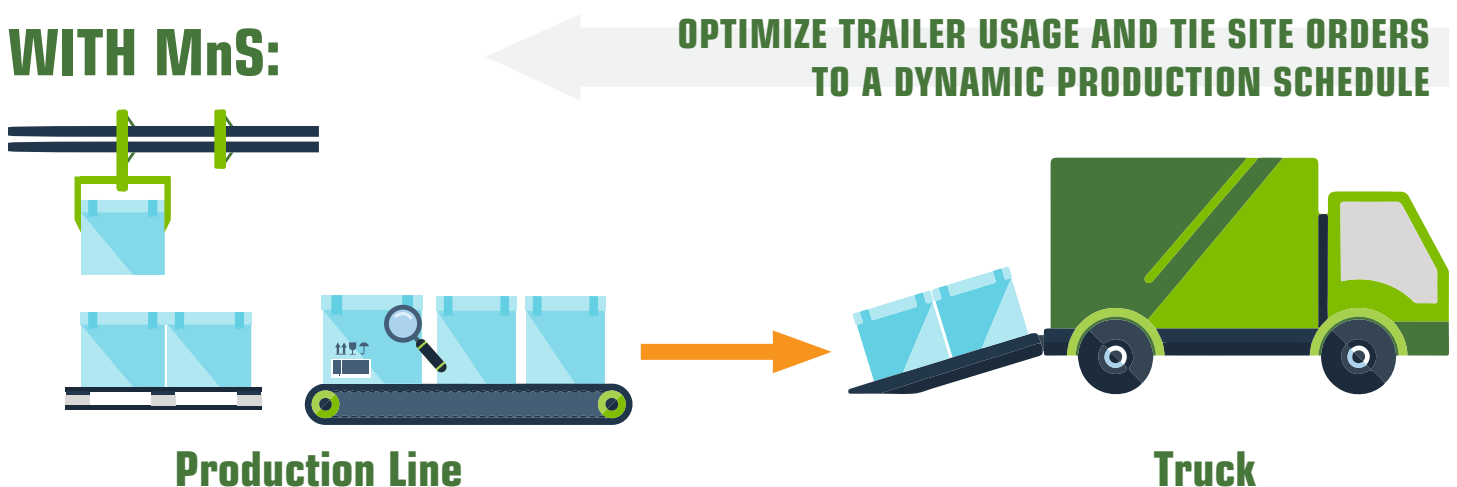 WITH MnS:
OPTIMIZE TRAILER USAGE AND TIE SITE ORDERS
TO A DYNAMIC PRODUCTION SCHEDULE
Production Line
Truck